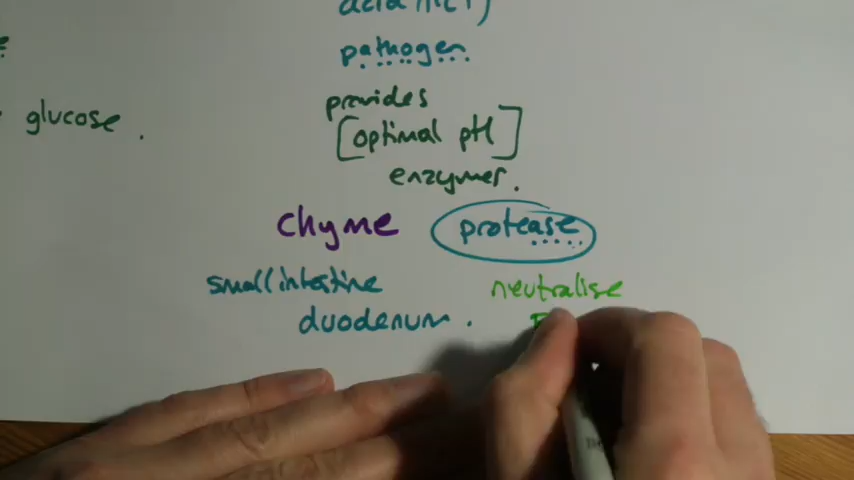 pathogen
provides
[optimal pH]
glucose.
enzymes.
chyme protease
small intestine neutralise
duodenum.